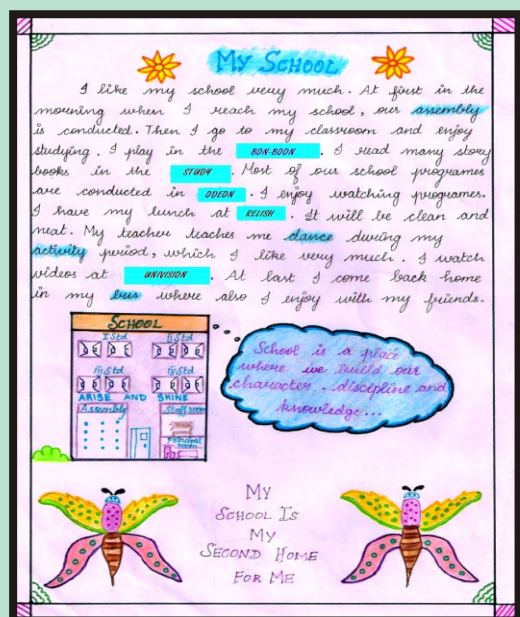 MY SCHOOL
I like my school very much. At first in the
morning when I reach my school, our assembly
is conducted. Then I go to my classroom and enjoy
studying. I play in the BON-BOON. I read many story
books in the STUDY. Most of our school programes
are conducted in ODEON. I enjoy watching programes.
I have my lunch at RELISH. It will be clean and
neat. My teacher teaches me dance during my
activity period, which I like very much. I watch
videos at UNIVISION. At last I come back home
in my bus where also I enjoy with my friends.
SCHOOL
I Std
II Std
III Std
IV Std
ARISE AND SHINE
Assembly
Staff room
Principal room
School is a place
where we build our
character, discipline and
knowledge...
MY
SCHOOL IS
MY
SECOND HOME
FOR ME